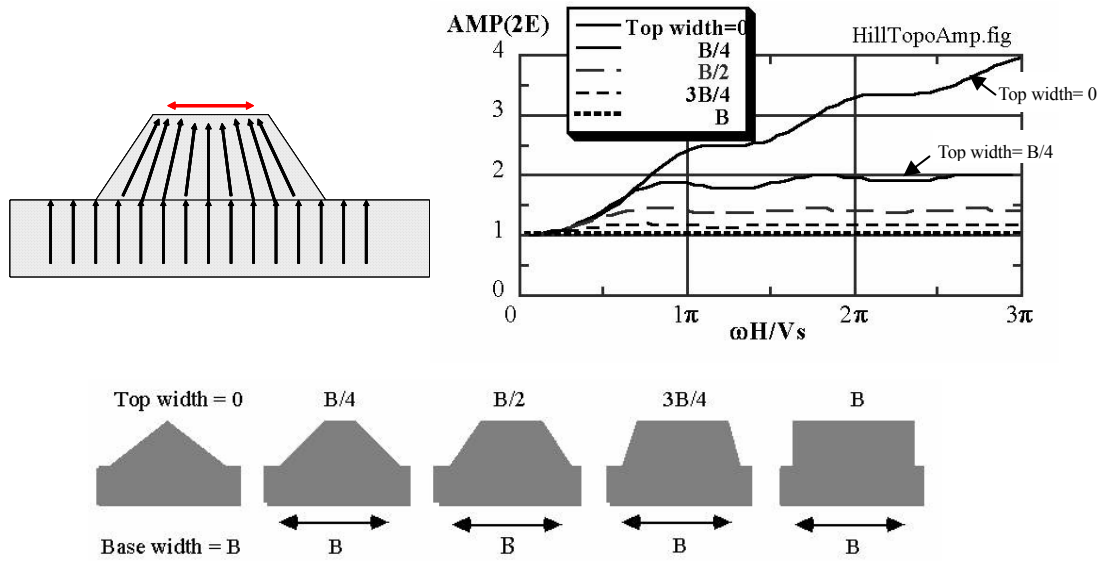 AMP(2E)
Top width=0
B/4
B/2
3B/4
B
HillTopoAmp.fig
Top width= 0
Top width= B/4
4
3
2
1
0
0
1π
2π
3π
ωH/Vs
Top width = 0
B/4
B/2
3B/4
B
Base width = B
B
B
B
B